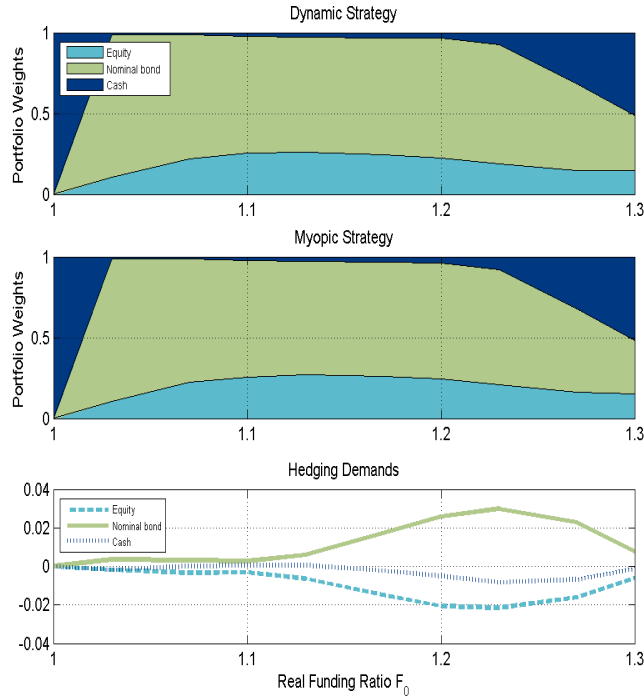 Dynamic Strategy
Portfolio Weights
1
0.5
0
Equity
Nominal bond
Cash
1
1.1
1.2
1.3
Myopic Strategy
Portfolio Weights
1
0.5
0
1
1.1
1.2
1.3
Hedging Demands
0.04
0.02
0
-0.02
-0.04
Equity
Nominal bond
Cash
1
1.1
1.2
1.3
Real Funding Ratio F0